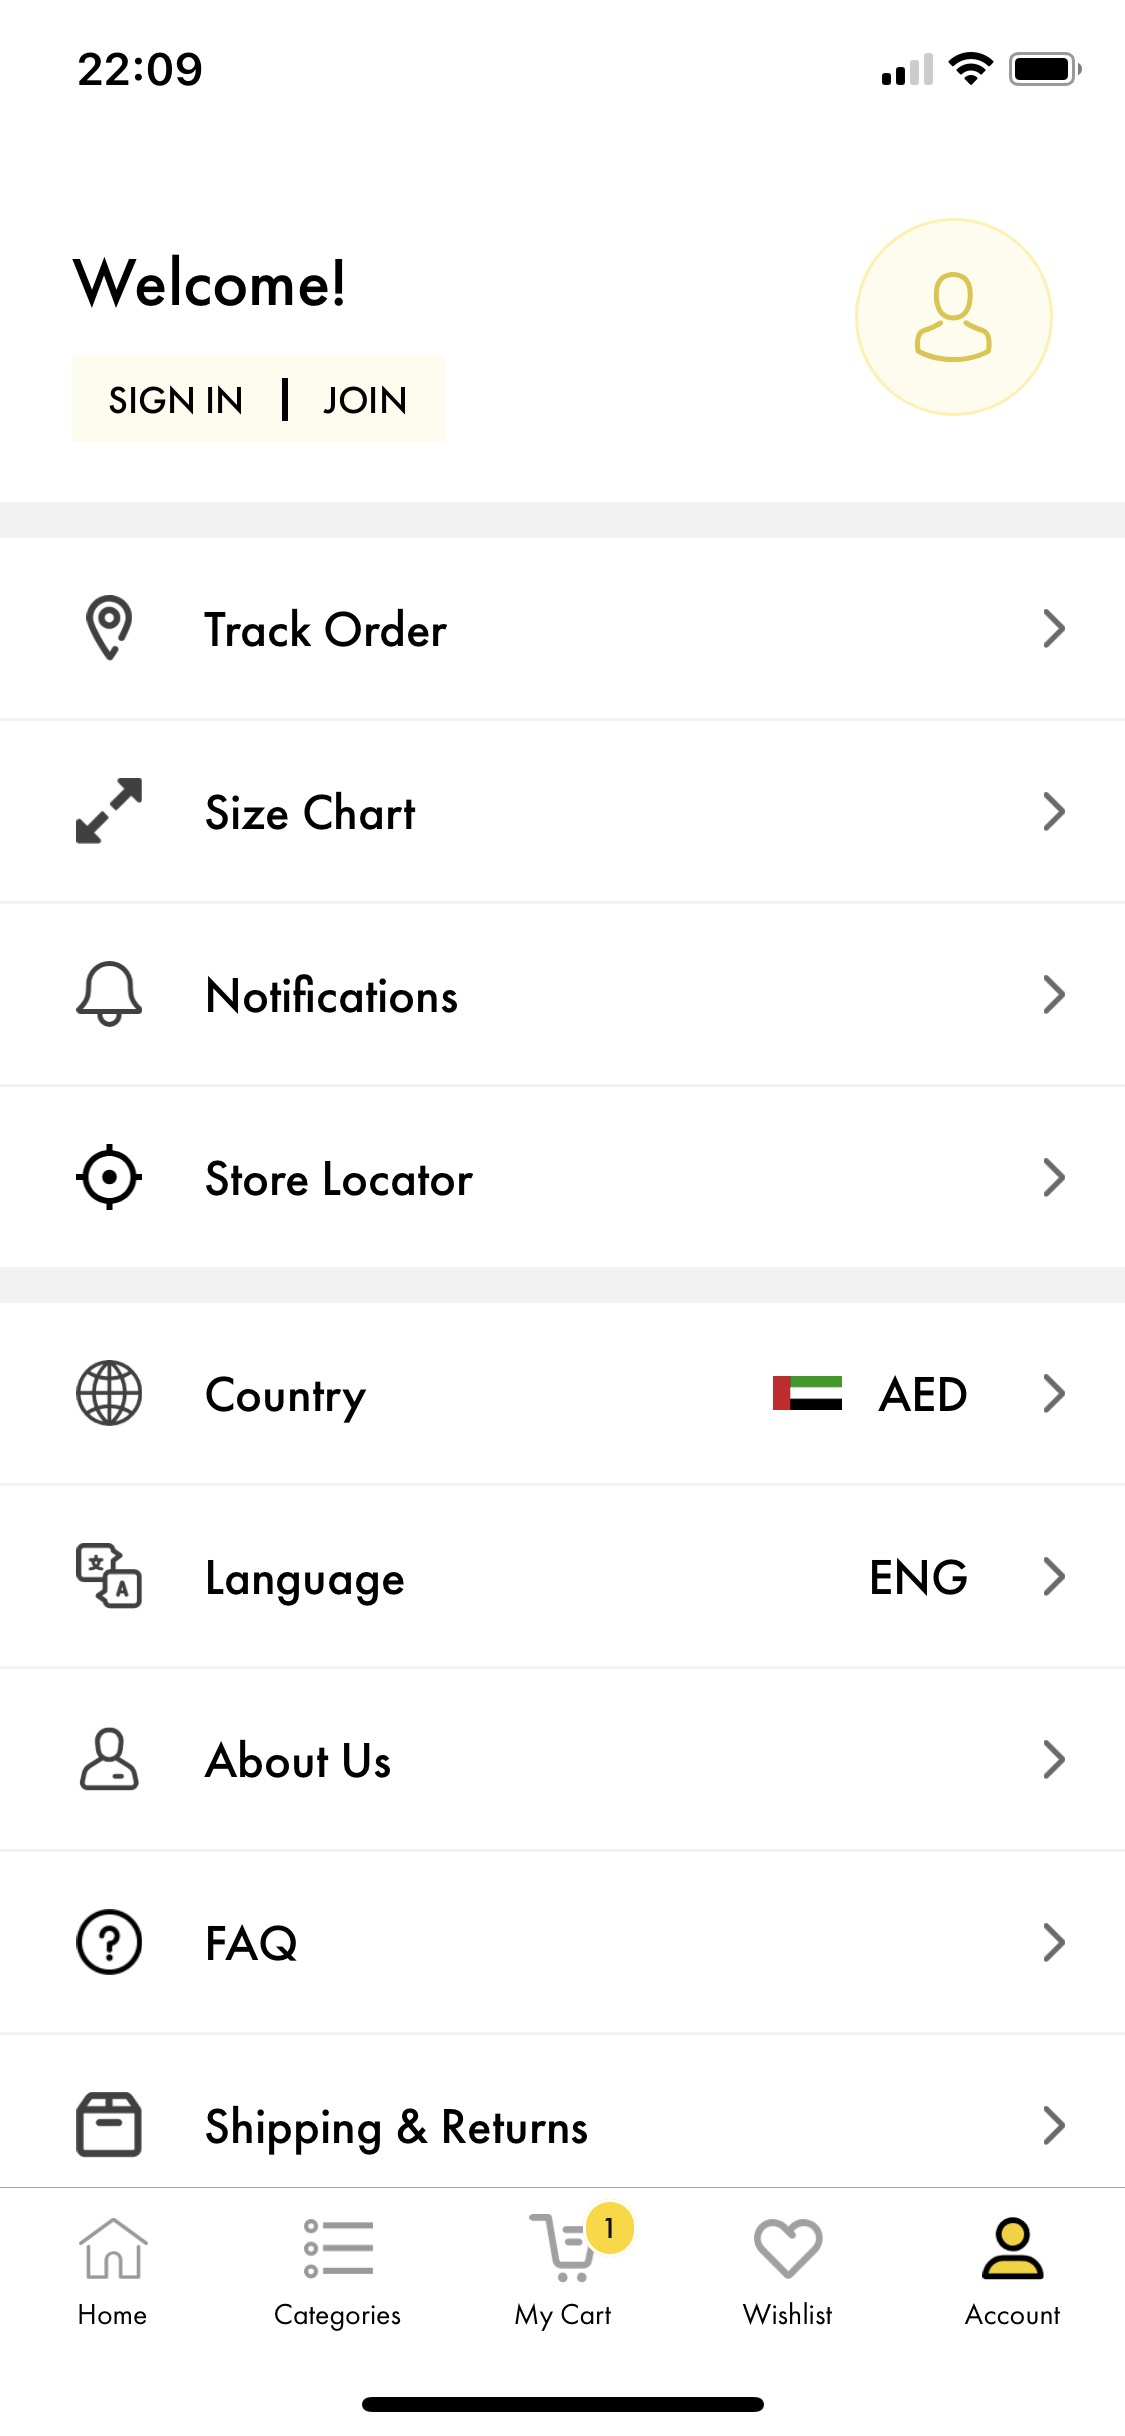 22:09
Welcome!
SIGN IN | JOIN
Track Order
Size Chart
Notifications
Store Locator
Country AED
Language ENG
About Us
FAQ
Shipping & Returns
1
Home Categories My Cart Wishlist Account